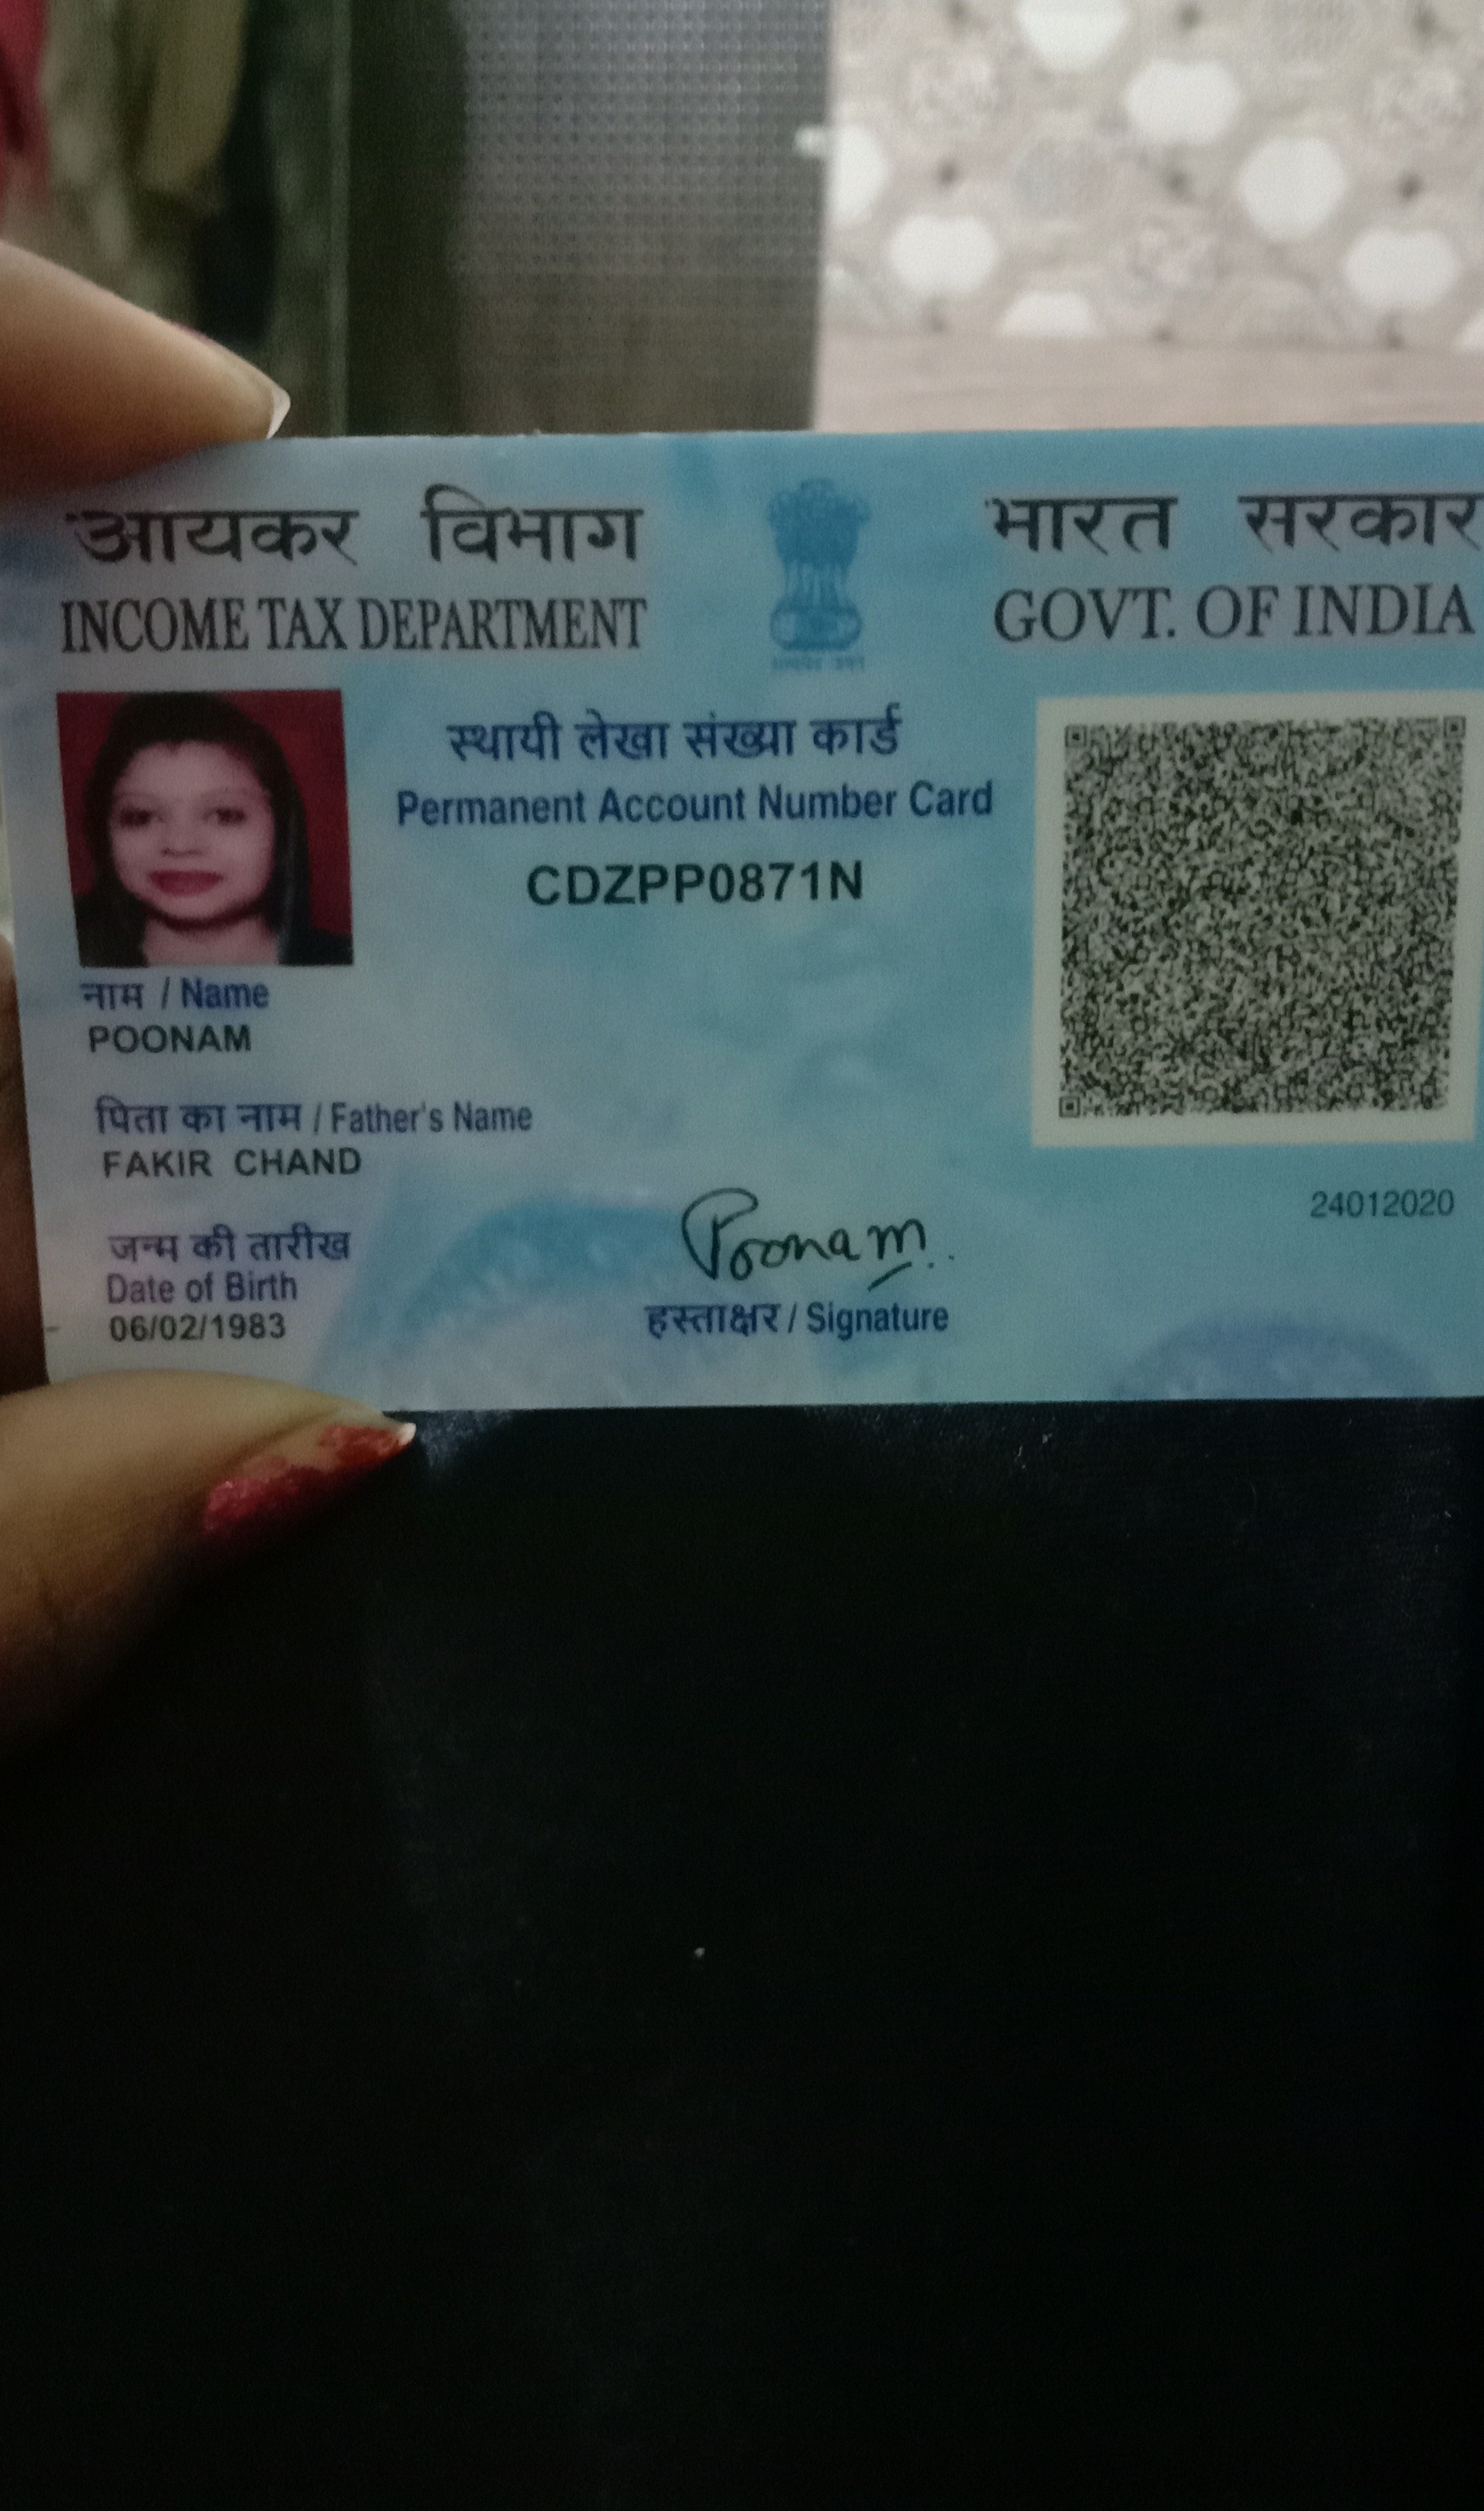 आयकर विभाग
INCOME TAX DEPARTMENT
भारत सरकार
GOVT. OF INDIA
स्थायी लेखा संख्या कार्ड
Permanent Account Number Card
CDZPP0871N
नाम / Name
POONAM
पिता का नाम / Father's Name
FAKIR CHAND
जन्म की तारीख
Date of Birth
06/02/1983
Poonam.
हस्ताक्षर / Signature
24012020